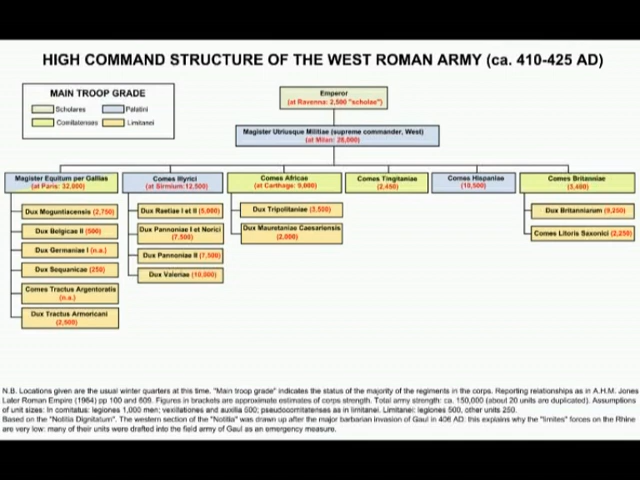 HIGH COMMAND STRUCTURE OF THE WEST ROMAN ARMY (ca. 410-425 AD)
MAIN TROOP GRADE
Scholares
Palatini
Comitatenses
Limitanei
Emperor
(at Ravenna: 2,500 "scholae")
Magister Utriusque Militiae (supreme commander, West)
(at Milan: 28,000)
Magister Equitum per Gallias
(at Paris: 32,000)
Comes Illyrici
(at Sirmium: 12,500)
Comes Africae
(at Carthage: 9,000)
Comes Tingitaniae
(2,450)
Comes Hispaniae
(10,500)
Comes Britanniae
(3,400)
Dux Moguntiacensis (2,750)
Dux Belgicae II (500)
Dux Germaniae I (n.a.)
Dux Sequanicae (250)
Comes Tractus Argentoratis
(n.a.)
Dux Tractus Armoricani
(2,500)
Dux Raetiae I et II (5,000)
Dux Pannoniae I et Norici
(7,500)
Dux Pannoniae II (7,500)
Dux Valeriae (10,000)
Dux Tripolitaniae (3,500)
Dux Mauretaniae Caesariensis
(2,000)
Dux Britanniarum (9,250)
Comes Litoris Saxonici (2,250)
N.B. Locations given are the usual winter quarters at this time. "Main troop grade" indicates the status of the majority of the regiments in the corps. Reporting relationships as in A.H.M. Jones
Later Roman Empire (1964) pp 100 and 609. Figures in brackets are approximate estimates of corps strength. Total army strength: ca. 150,000 (about 20 units are duplicated). Assumptions
of unit sizes: In comitatus: legiones 1,000 men; vexillationes and auxilia 500; pseudocomitatenses as in limitanei. Limitanei: legiones 500, other units 250.
Based on the "Notitia Dignitatum". The western section of the "Notitia" was drawn up after the major barbarian invasion of Gaul in 406 AD: this explains why the "limites" forces on the Rhine
are very low: many of their units were drafted into the field army of Gaul as an emergency measure.